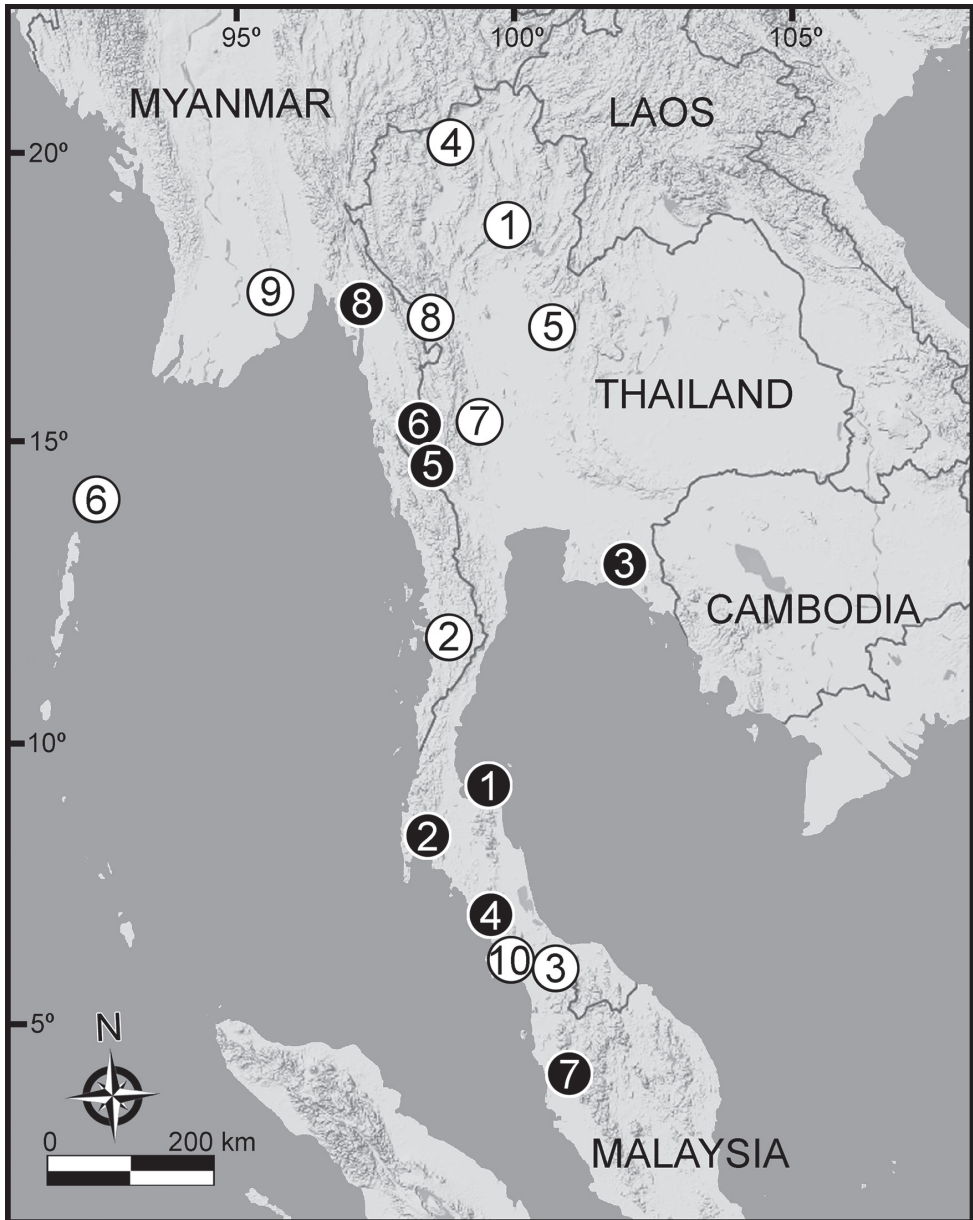 95º 100º 105º
MYANMAR LAOS
4
20º
1
9 8 8 5
THAILAND
6 7
15º
5
6
3
CAMBODIA
2
10º
1
2
4
10 3
5º
N
7
0 200 km
MALAYSIA